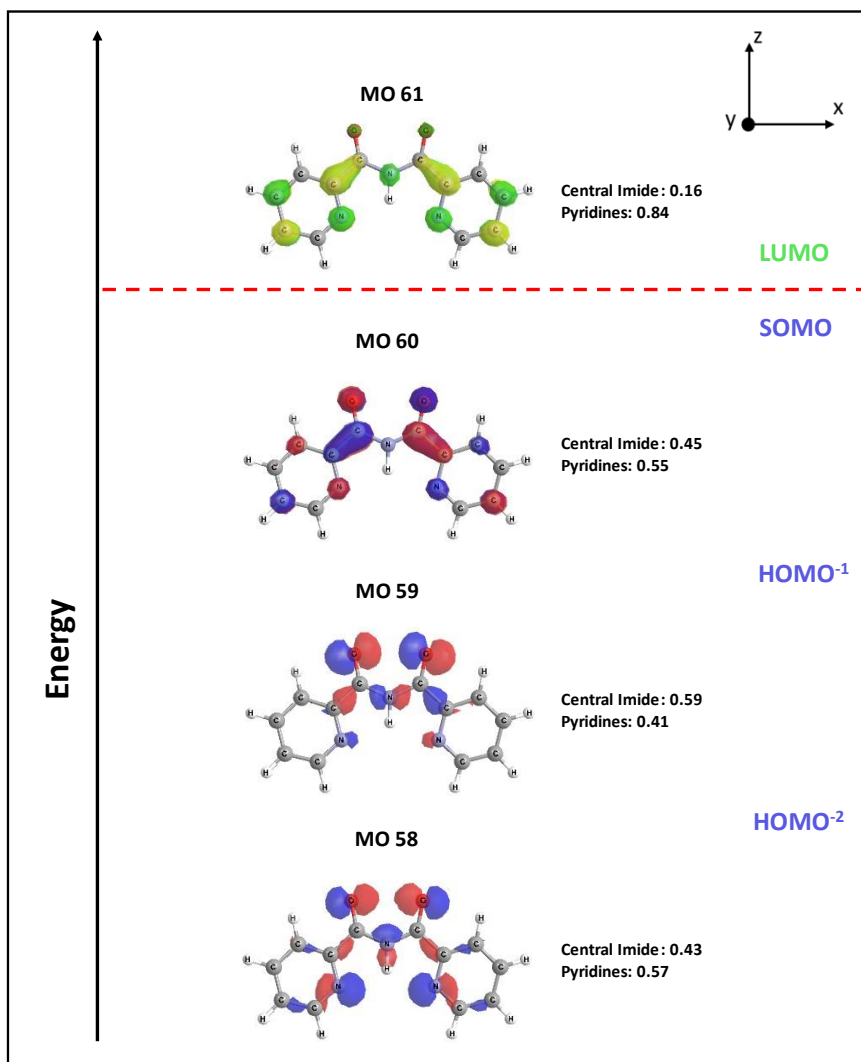 z
y x
MO 61
Central Imide: 0.16
Pyridines: 0.84
LUMO
SOMO
MO 60
Central Imide: 0.45
Pyridines: 0.55
HOMO-1
MO 59
Energy
Central Imide: 0.59
Pyridines: 0.41
HOMO-2
MO 58
Central Imide: 0.43
Pyridines: 0.57